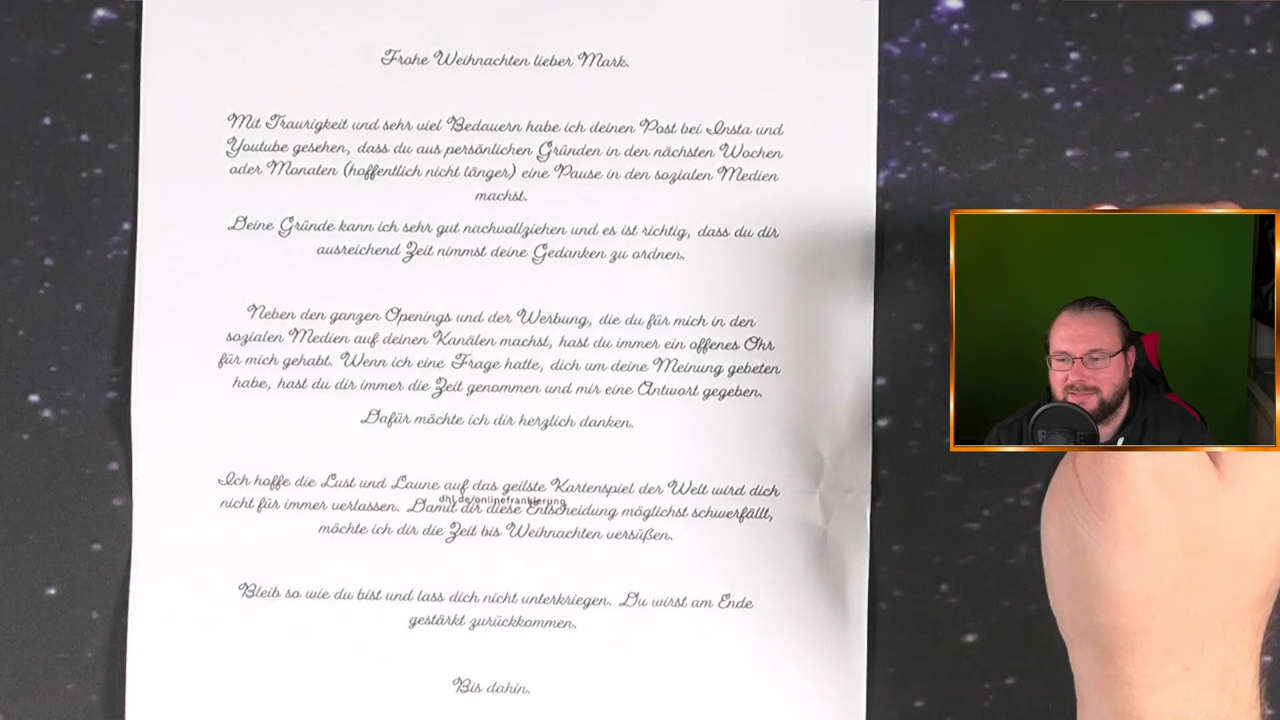 Frohe Weihnachten lieber Mark.
Mit Traurigkeit und sehr viel Bedauern habe ich deinen Post bei Insta und
Youtube gesehen, dass du aus persönlichen Gründen in den nächsten Wochen
oder Monaten (hoffentlich nicht länger) eine Pause in den sozialen Medien
machst.
Deine Gründe kann ich sehr gut nachvollziehen und es ist richtig, dass du dir
ausreichend Zeit nimmst deine Gedanken zu ordnen.
Neben den ganzen Openings und der Werbung, die du für mich in den
sozialen Medien auf deinen Kanälen machst, hast du immer ein offenes Ohr
für mich gehabt. Wenn ich eine Frage hatte, dich um deine Meinung gebeten
habe, hast du dir immer die Zeit genommen und mir eine Antwort gegeben.
Dafür möchte ich dir herzlich danken.
Ich hoffe die Lust und Laune auf das geilste Kartenspiel der Welt wird dich
dhl.de/onlinefrankierung
nicht für immer verlassen. Damit dir diese Entscheidung möglichst schwerfällt,
möchte ich dir die Zeit bis Weihnachten versüßen.
Bleib so wie du bist und lass dich nicht unterkriegen. Du wirst am Ende
gestärkt zurückkommen.
Bis dahin.